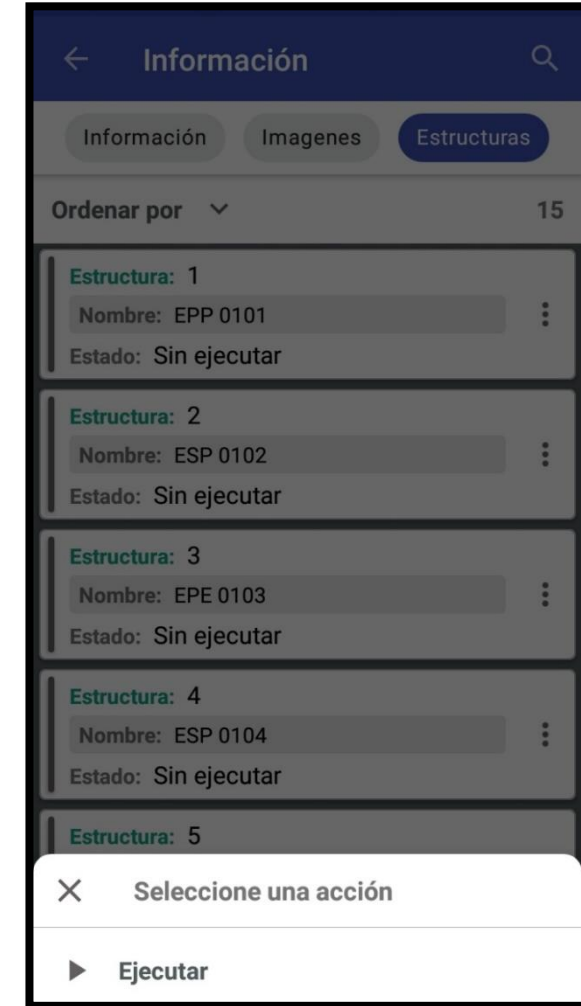 Información
Información Imagenes Estructuras
Ordenar por 15
Estructura: 1
Nombre: EPP 0101
Estado: Sin ejecutar
Estructura: 2
Nombre: ESP 0102
Estado: Sin ejecutar
Estructura: 3
Nombre: EPE 0103
Estado: Sin ejecutar
Estructura: 4
Nombre: ESP 0104
Estado: Sin ejecutar
Estructura: 5
Seleccione una acción
Ejecutar